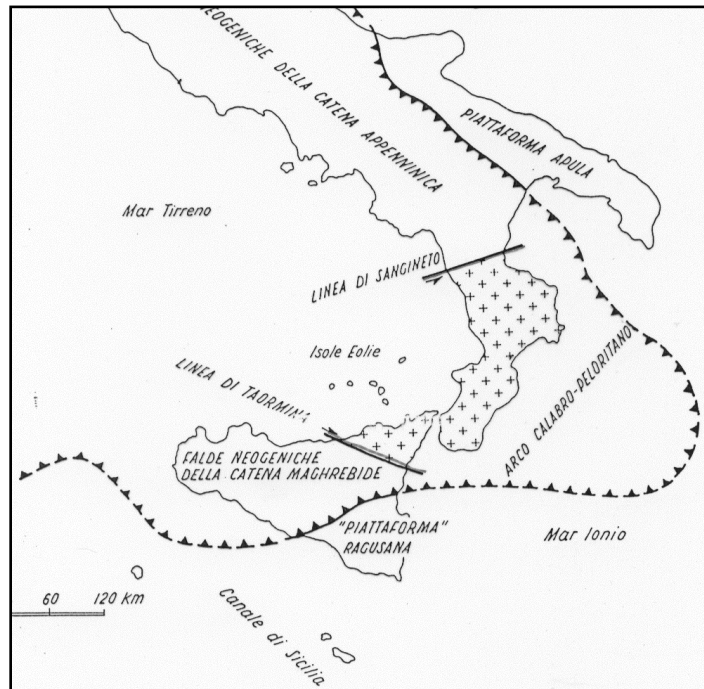 NEOGENICHE DELLA CATENA APPENNINICA
PIATTAFORMA APULA
Mar Tirreno
LINEA DI SANGINETO
Isole Eolie
LINEA DI TAORMINA
ARCO CALABRO-PELORITANO
FALDE NEOGENICHE
DELLA CATENA MAGHREBIDE
"PIATTAFORMA"
RAGUSANA
Mar Ionio
60 120 Km
Canale di Sicilia